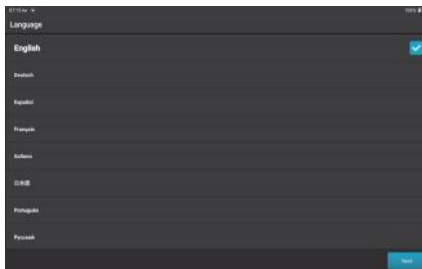 Language
English
Deutsch
Español
Français
Italiano
日本語
Português
Русский
Next